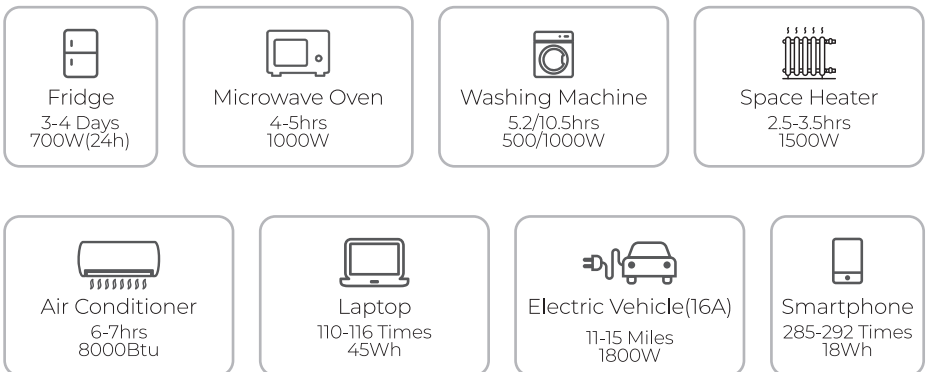 Fridge
3-4 Days
700W(24h)
Microwave Oven
4-5hrs
1000W
Washing Machine
5.2/10.5hrs
500/1000W
Space Heater
2.5-3.5hrs
1500W
Air Conditioner
6-7hrs
8000Btu
Laptop
110-116 Times
45Wh
Electric Vehicle(16A)
11-15 Miles
1800W
Smartphone
285-292 Times
18Wh